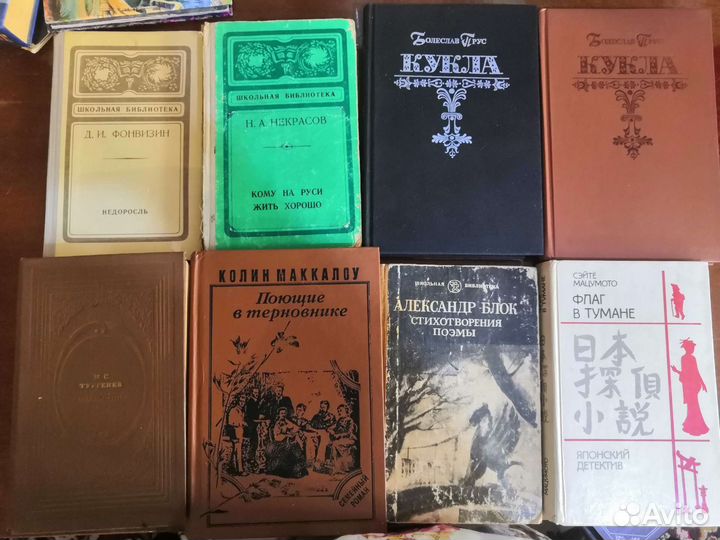 ШКОЛЬНАЯ БИБЛИОТЕКА
Д. И. ФОНВИЗИН
НЕДОРОСЛЬ
ШКОЛЬНАЯ БИБЛИОТЕКА
Н. А. НЕКРАСОВ
КОМУ НА РУСИ
ЖИТЬ ХОРОШО
Болеслав Прус
КУКЛА
Болеслав Прус
КУКЛА
И. С.
ТУРГЕНЕВ
КОЛИН МАККАЛОУ
Поющие
в терновнике
СЕМЕЙНЫЙ
РОМАН
ШКОЛЬНАЯ БИБЛИОТЕКА
АЛЕКСАНДР БЛОК
СТИХОТВОРЕНИЯ
ПОЭМЫ
В ТУМАНЕ
МАЦУМОТО
СЭЙТЕ
МАЦУМОТО
ФЛАГ
В ТУМАНЕ
日本
探偵
小説
ЯПОНСКИЙ
ДЕТЕКТИВ
Avito